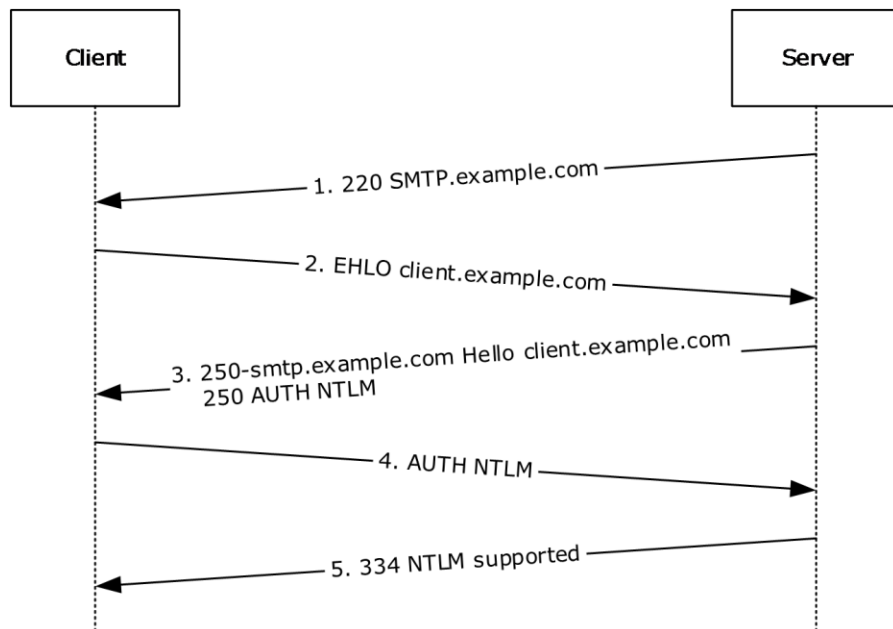 Client
Server
1. 220 SMTP.example.com
2. EHLO client.example.com
3. 250-smtp.example.com Hello client.example.com
250 AUTH NTLM
4. AUTH NTLM
5. 334 NTLM supported